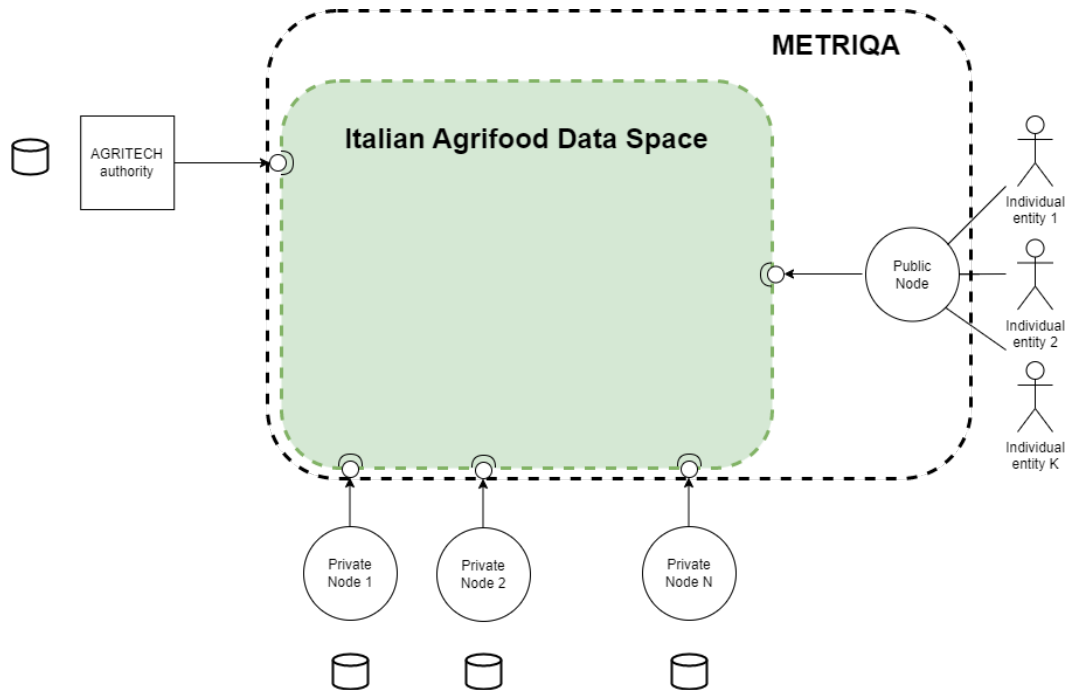 METRIQA
Italian Agrifood Data Space
AGRITECH
authority
Individual
entity 1
Public
Node
Individual
entity 2
Individual
entity K
Private
Node 1
Private
Node 2
Private
Node N